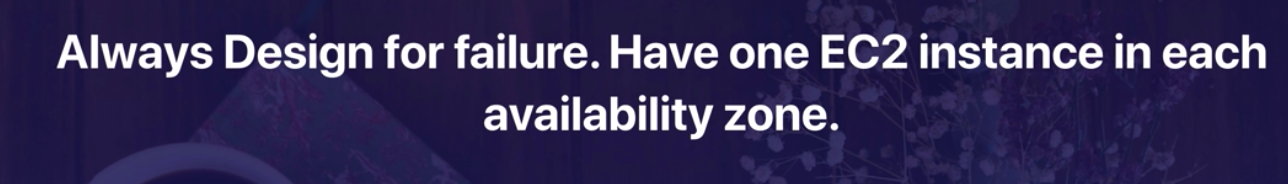 Always Design for failure. Have one EC2 instance in each
availability zone.